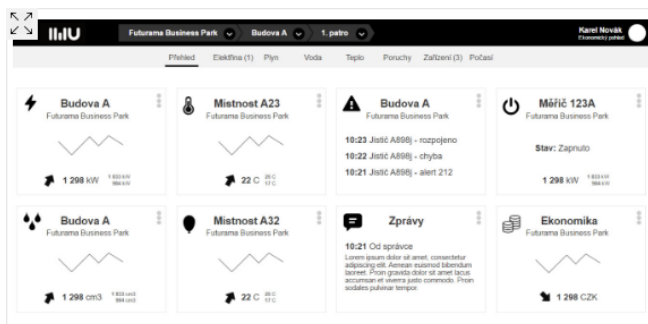 Futurama Business Park Budova A 1. patro
Karel Novák
Ekonomický pohled
Přehled Elektřina (1) Plyn Voda Teplo Poruchy Zařízení (3) Počasí
Budova A
Futurama Business Park
1 298 kW
Místnost A23
Futurama Business Park
22 C
Budova A
Futurama Business Park
10:23 Jistič A898j - rozpojeno
10:22 Jistič A898j - chyba
10:21 Jistič A898j - alert 212
Měřič 123A
Futurama Business Park
Stav: Zapnuto
1 298 kW
Budova A
Futurama Business Park
1 298 cm3
Místnost A32
Futurama Business Park
22 C
Zprávy
10:21 Od správce
Lorem ipsum dolor sit amet, consectetur
adipiscing elit. Aenean euismod bibendum
laoreet. Proin gravida dolor sit amet lacus
accumsan et viverra justo commodo. Proin
sodales pulvinar tempor.
Ekonomika
Futurama Business Park
1 298 CZK